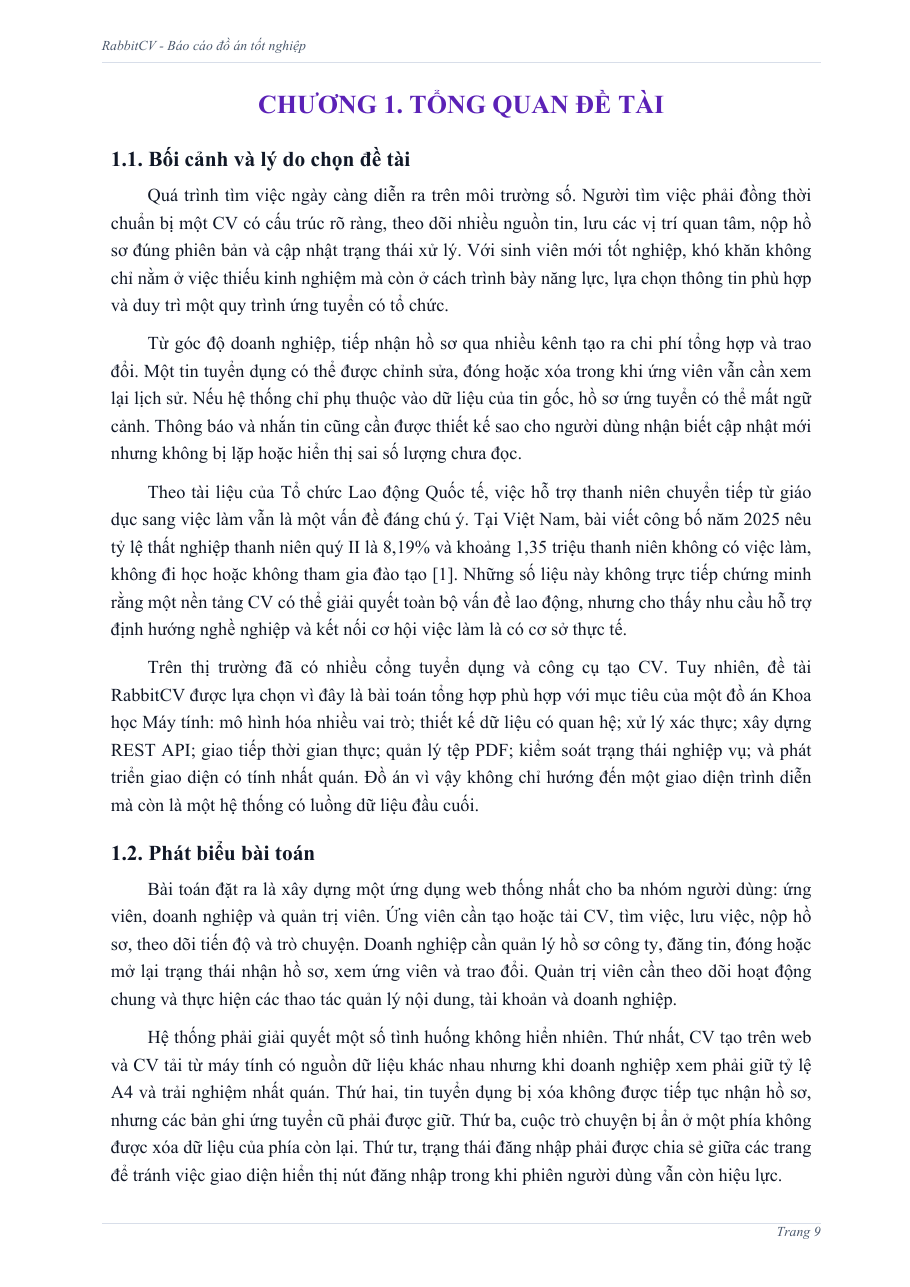 RabbitCV - Báo cáo đồ án tốt nghiệp
CHƯƠNG 1. TỔNG QUAN ĐỀ TÀI
1.1. Bối cảnh và lý do chọn đề tài
Quá trình tìm việc ngày càng diễn ra trên môi trường số. Người tìm việc phải đồng thời
chuẩn bị một CV có cấu trúc rõ ràng, theo dõi nhiều nguồn tin, lưu các vị trí quan tâm, nộp hồ
sơ đúng phiên bản và cập nhật trạng thái xử lý. Với sinh viên mới tốt nghiệp, khó khăn không
chỉ nằm ở việc thiếu kinh nghiệm mà còn ở cách trình bày năng lực, lựa chọn thông tin phù hợp
và duy trì một quy trình ứng tuyển có tổ chức.
Từ góc độ doanh nghiệp, tiếp nhận hồ sơ qua nhiều kênh tạo ra chi phí tổng hợp và trao
đổi. Một tin tuyển dụng có thể được chỉnh sửa, đóng hoặc xóa trong khi ứng viên vẫn cần xem
lại lịch sử. Nếu hệ thống chỉ phụ thuộc vào dữ liệu của tin gốc, hồ sơ ứng tuyển có thể mất ngữ
cảnh. Thông báo và nhắn tin cũng cần được thiết kế sao cho người dùng nhận biết cập nhật mới
nhưng không bị lặp hoặc hiển thị sai số lượng chưa đọc.
Theo tài liệu của Tổ chức Lao động Quốc tế, việc hỗ trợ thanh niên chuyển tiếp từ giáo
dục sang việc làm vẫn là một vấn đề đáng chú ý. Tại Việt Nam, bài viết công bố năm 2025 nêu
tỷ lệ thất nghiệp thanh niên quý II là 8,19% và khoảng 1,35 triệu thanh niên không có việc làm,
không đi học hoặc không tham gia đào tạo [1]. Những số liệu này không trực tiếp chứng minh
rằng một nền tảng CV có thể giải quyết toàn bộ vấn đề lao động, nhưng cho thấy nhu cầu hỗ trợ
định hướng nghề nghiệp và kết nối cơ hội việc làm là có cơ sở thực tế.
Trên thị trường đã có nhiều cổng tuyển dụng và công cụ tạo CV. Tuy nhiên, đề tài
RabbitCV được lựa chọn vì đây là bài toán tổng hợp phù hợp với mục tiêu của một đồ án Khoa
học Máy tính: mô hình hóa nhiều vai trò; thiết kế dữ liệu có quan hệ; xử lý xác thực; xây dựng
REST API; giao tiếp thời gian thực; quản lý tệp PDF; kiểm soát trạng thái nghiệp vụ; và phát
triển giao diện có tính nhất quán. Đồ án vì vậy không chỉ hướng đến một giao diện trình diễn
mà còn là một hệ thống có luồng dữ liệu đầu cuối.
1.2. Phát biểu bài toán
Bài toán đặt ra là xây dựng một ứng dụng web thống nhất cho ba nhóm người dùng: ứng
viên, doanh nghiệp và quản trị viên. Ứng viên cần tạo hoặc tải CV, tìm việc, lưu việc, nộp hồ
sơ, theo dõi tiến độ và trò chuyện. Doanh nghiệp cần quản lý hồ sơ công ty, đăng tin, đóng hoặc
mở lại trạng thái nhận hồ sơ, xem ứng viên và trao đổi. Quản trị viên cần theo dõi hoạt động
chung và thực hiện các thao tác quản lý nội dung, tài khoản và doanh nghiệp.
Hệ thống phải giải quyết một số tình huống không hiển nhiên. Thứ nhất, CV tạo trên web
và CV tải từ máy tính có nguồn dữ liệu khác nhau nhưng khi doanh nghiệp xem phải giữ tỷ lệ
A4 và trải nghiệm nhất quán. Thứ hai, tin tuyển dụng bị xóa không được tiếp tục nhận hồ sơ,
nhưng các bản ghi ứng tuyển cũ phải được giữ. Thứ ba, cuộc trò chuyện bị ẩn ở một phía không
được xóa dữ liệu của phía còn lại. Thứ tư, trạng thái đăng nhập phải được chia sẻ giữa các trang
để tránh việc giao diện hiển thị nút đăng nhập trong khi phiên người dùng vẫn còn hiệu lực.
Trang 9